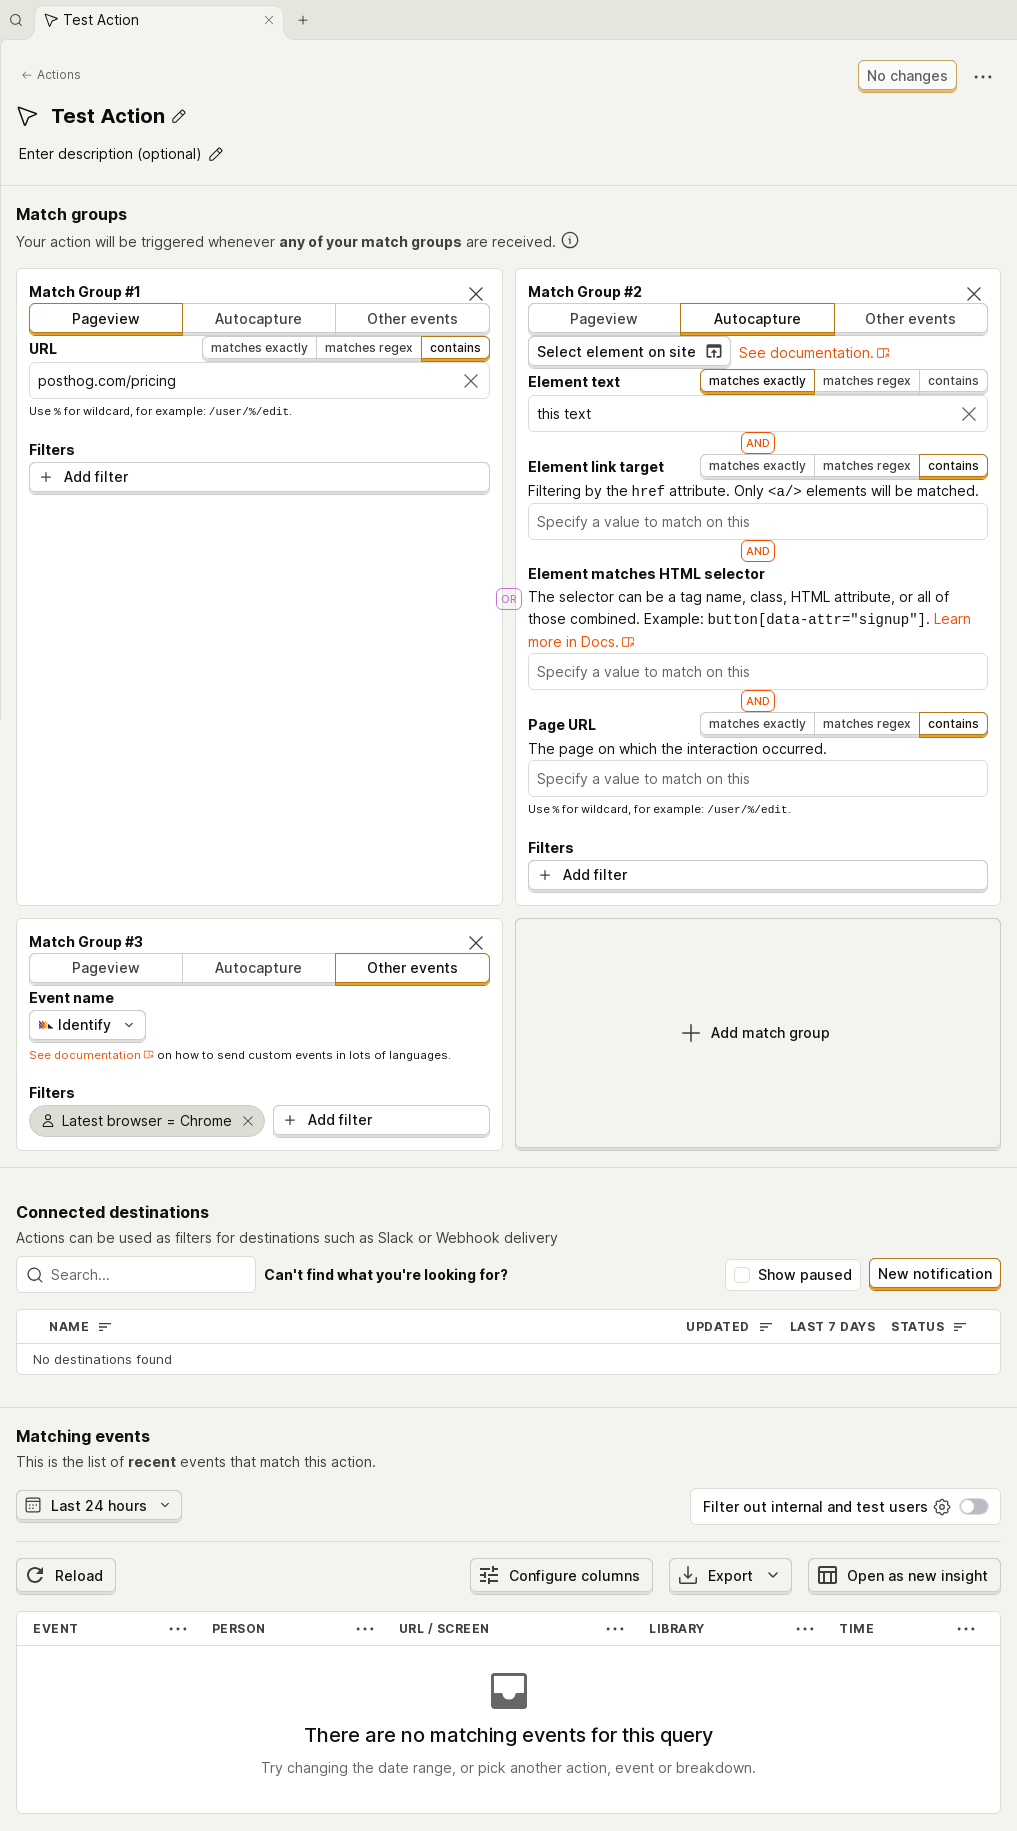 Test Action
Actions
No changes
Test Action
Enter description (optional)
Match groups
Your action will be triggered whenever any of your match groups are received.
Match Group #1
Pageview
Autocapture
Other events
URL
matches exactly
matches regex
contains
posthog.com/pricing
Use % for wildcard, for example: /user/%/edit.
Filters
Add filter
OR
Match Group #2
Pageview
Autocapture
Other events
Select element on site
See documentation.
Element text
matches exactly
matches regex
contains
this text
AND
Element link target
matches exactly
matches regex
contains
Filtering by the href attribute. Only <a/> elements will be matched.
Specify a value to match on this
AND
Element matches HTML selector
The selector can be a tag name, class, HTML attribute, or all of
those combined. Example: button[data-attr="signup"]. Learn
more in Docs.
Specify a value to match on this
AND
Page URL
matches exactly
matches regex
contains
The page on which the interaction occurred.
Specify a value to match on this
Use % for wildcard, for example: /user/%/edit.
Filters
Add filter
Match Group #3
Pageview
Autocapture
Other events
Event name
Identify
See documentation on how to send custom events in lots of languages.
Filters
Latest browser = Chrome
Add filter
Add match group
Connected destinations
Actions can be used as filters for destinations such as Slack or Webhook delivery
Search...
Can't find what you're looking for?
Show paused
New notification
NAME
UPDATED
LAST 7 DAYS
STATUS
No destinations found
Matching events
This is the list of recent events that match this action.
Last 24 hours
Filter out internal and test users
Reload
Configure columns
Export
Open as new insight
EVENT
PERSON
URL / SCREEN
LIBRARY
TIME
There are no matching events for this query
Try changing the date range, or pick another action, event or breakdown.